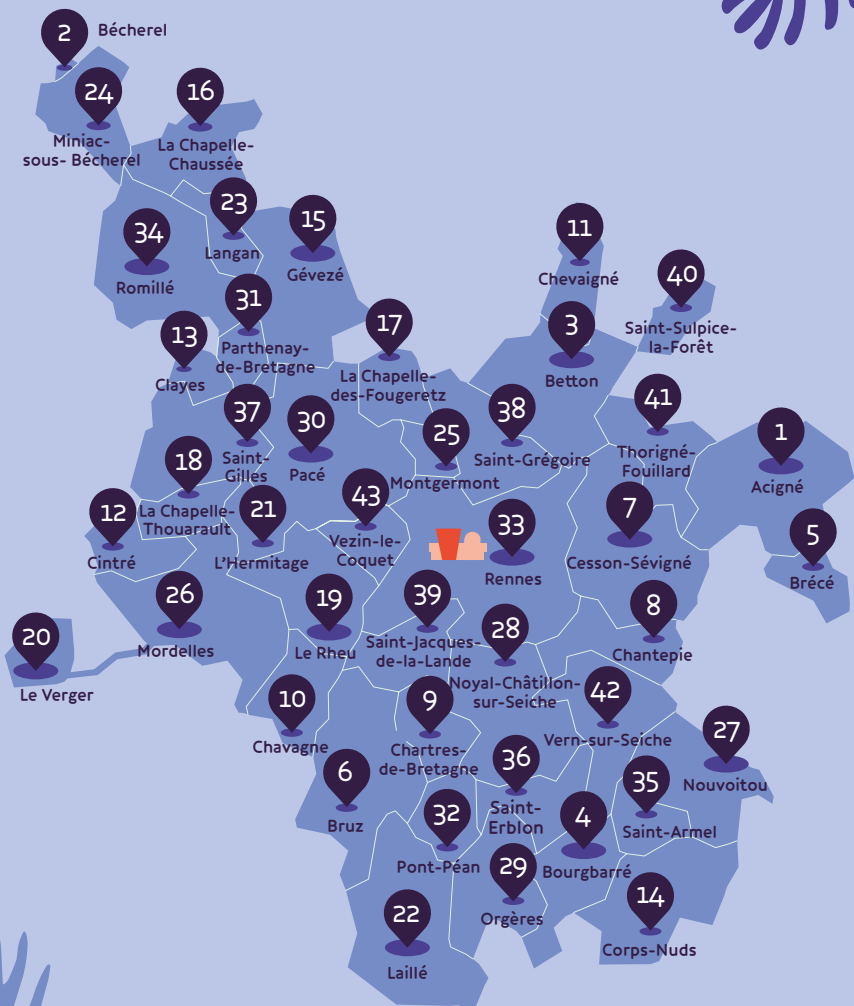 2
Bécherel
24
Miniac-
sous- Bécherel
16
La Chapelle-
Chaussée
23
Langan
15
Gévezé
34
Romillé
11
Chevaigné
40
Saint-Sulpice-
la-Forêt
31
Parthenay-
de-Bretagne
13
Clayes
17
La Chapelle-
des-Fougeretz
3
Betton
37
Saint-
Gilles
30
Pacé
38
Saint-Grégoire
41
Thorigné-
Fouillard
25
Montgermont
1
Acigné
18
La Chapelle-
Thouarault
43
Vezin-le-
Coquet
12
Cintré
21
L'Hermitage
33
Rennes
7
Cesson-Sévigné
5
Brécé
26
Mordelles
19
Le Rheu
39
Saint-Jacques-
de-la-Lande
28
Noyal-Châtillon-
sur-Seiche
8
Chantepie
20
Le Verger
10
Chavagne
9
Chartres-
de-Bretagne
42
Vern-sur-Seiche
27
Nouvoitou
6
Bruz
36
Saint-
Erblon
35
Saint-Armel
32
Pont-Péan
4
Bourgbarré
29
Orgères
14
Corps-Nuds
22
Laillé